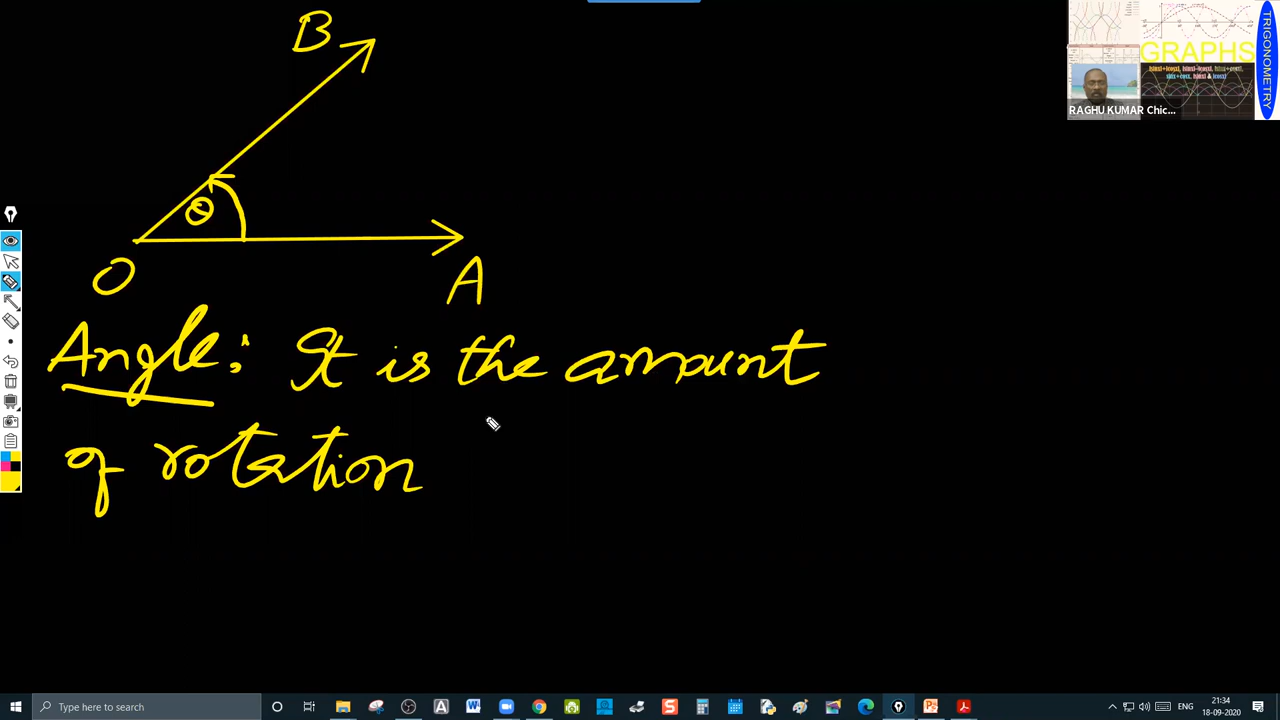 B
GRAPHS
TRIGONOMETRY
RAGHU KUMAR Chic...
θ
O
A
Angle: It is the amount
of rotation
Type here to search
ENG
21:34
18-09-2020